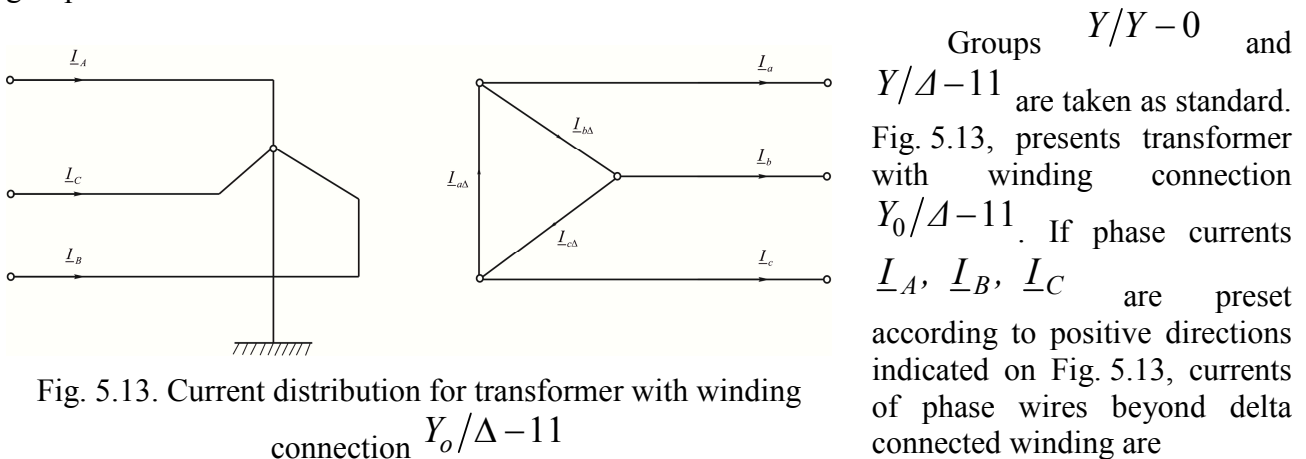 I_A
I_C
I_B
I_a
I_bΔ
I_b
I_aΔ
I_cΔ
I_c
Fig. 5.13. Current distribution for transformer with winding
connection Y_o/Δ−11
Groups Y/Y−0 and
Y/Δ−11 are taken as standard.
Fig. 5.13, presents transformer
with winding connection
Y_0/Δ−11. If phase currents
I_A, I_B, I_C are preset
according to positive directions
indicated on Fig. 5.13, currents
of phase wires beyond delta
connected winding are